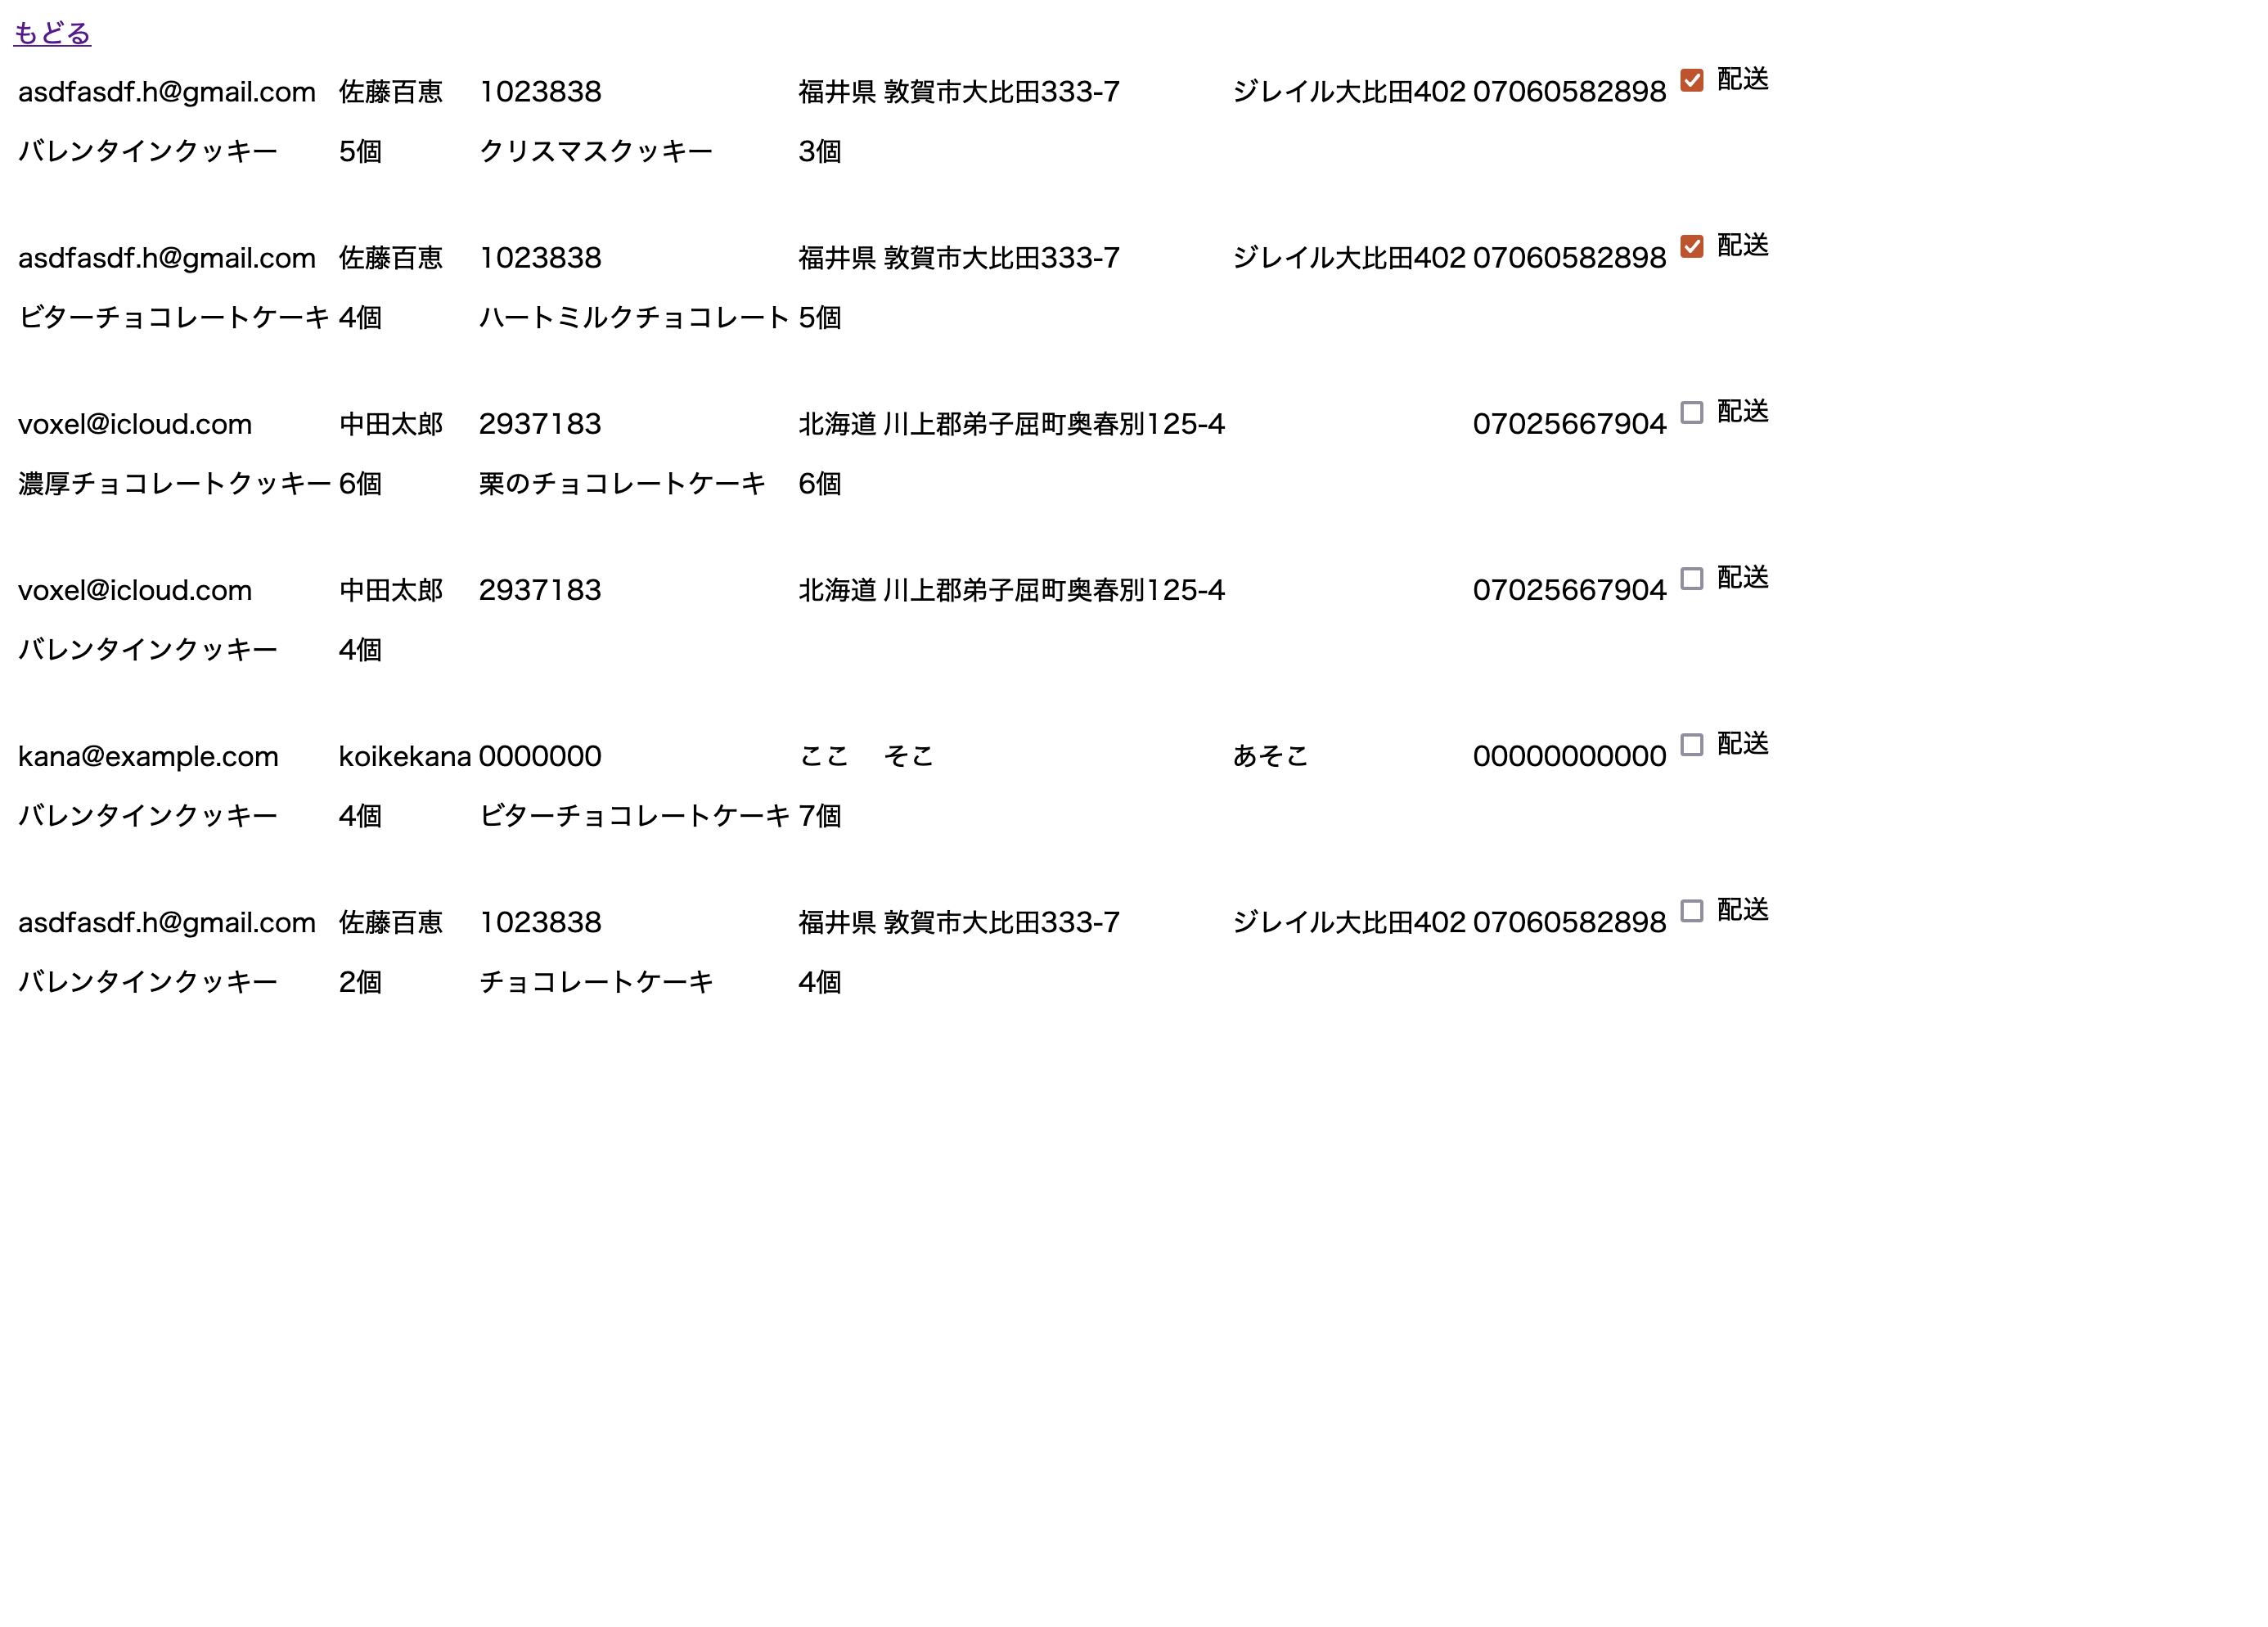 もどる
asdfasdf.h@gmail.com 佐藤百恵 1023838 福井県 敦賀市大比田333-7 ジレイル大比田402 07060582898 配送
バレンタインクッキー 5個 クリスマスクッキー 3個
asdfasdf.h@gmail.com 佐藤百恵 1023838 福井県 敦賀市大比田333-7 ジレイル大比田402 07060582898 配送
ビターチョコレートケーキ 4個 ハートミルクチョコレート 5個
voxel@icloud.com 中田太郎 2937183 北海道 川上郡弟子屈町奥春別125-4 07025667904 配送
濃厚チョコレートクッキー 6個 栗のチョコレートケーキ 6個
voxel@icloud.com 中田太郎 2937183 北海道 川上郡弟子屈町奥春別125-4 07025667904 配送
バレンタインクッキー 4個
kana@example.com koikekana 0000000 ここ そこ あそこ 00000000000 配送
バレンタインクッキー 4個 ビターチョコレートケーキ 7個
asdfasdf.h@gmail.com 佐藤百恵 1023838 福井県 敦賀市大比田333-7 ジレイル大比田402 07060582898 配送
バレンタインクッキー 2個 チョコレートケーキ 4個